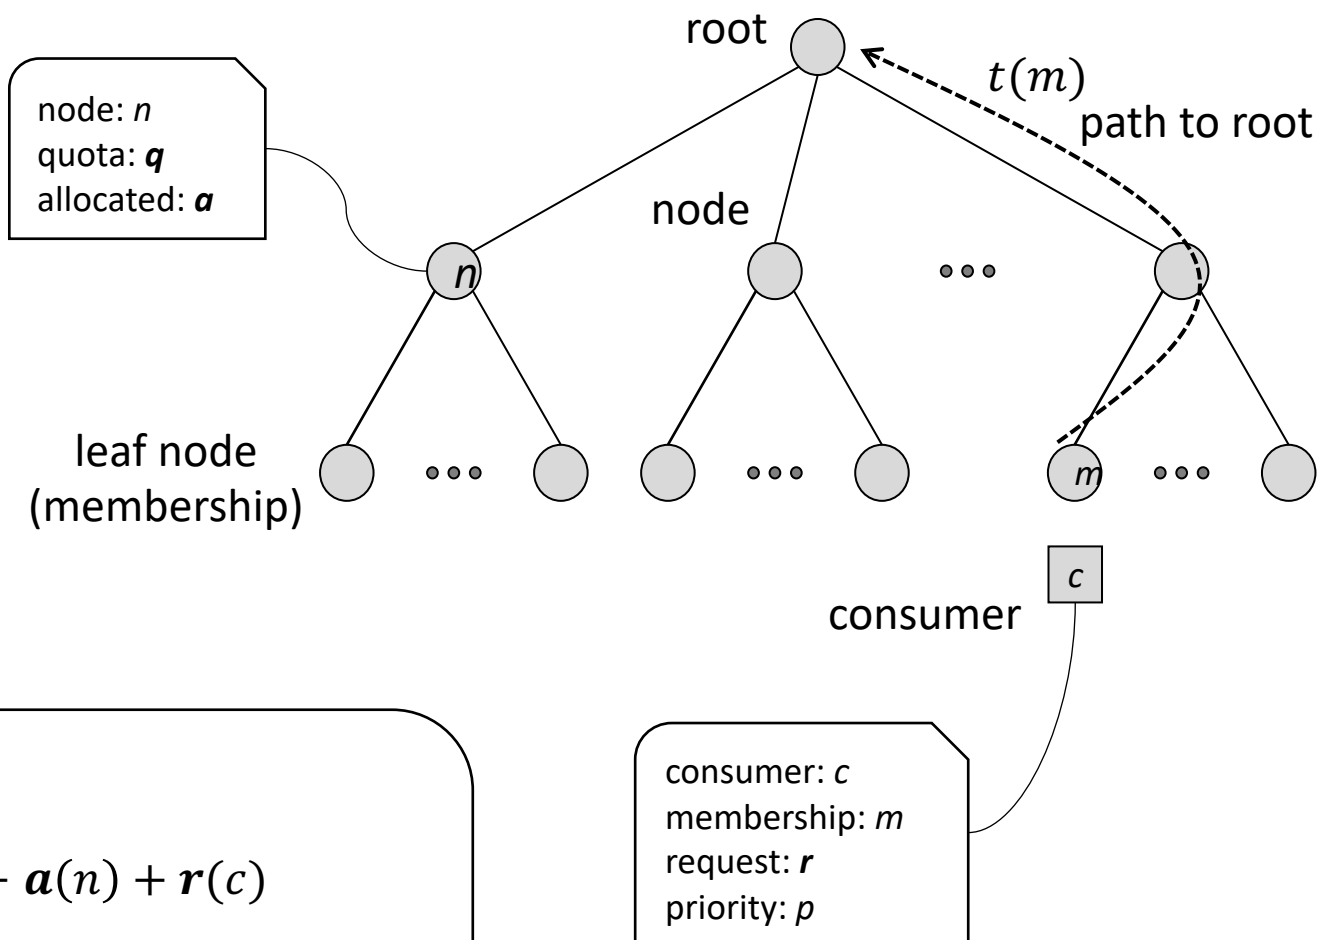 root
t(m)
path to root
node: n
quota: q
allocated: a
node
n
leaf node
(membership)
m
c
consumer
consumer: c
membership: m
request: r
priority: p
a(n) + r(c)